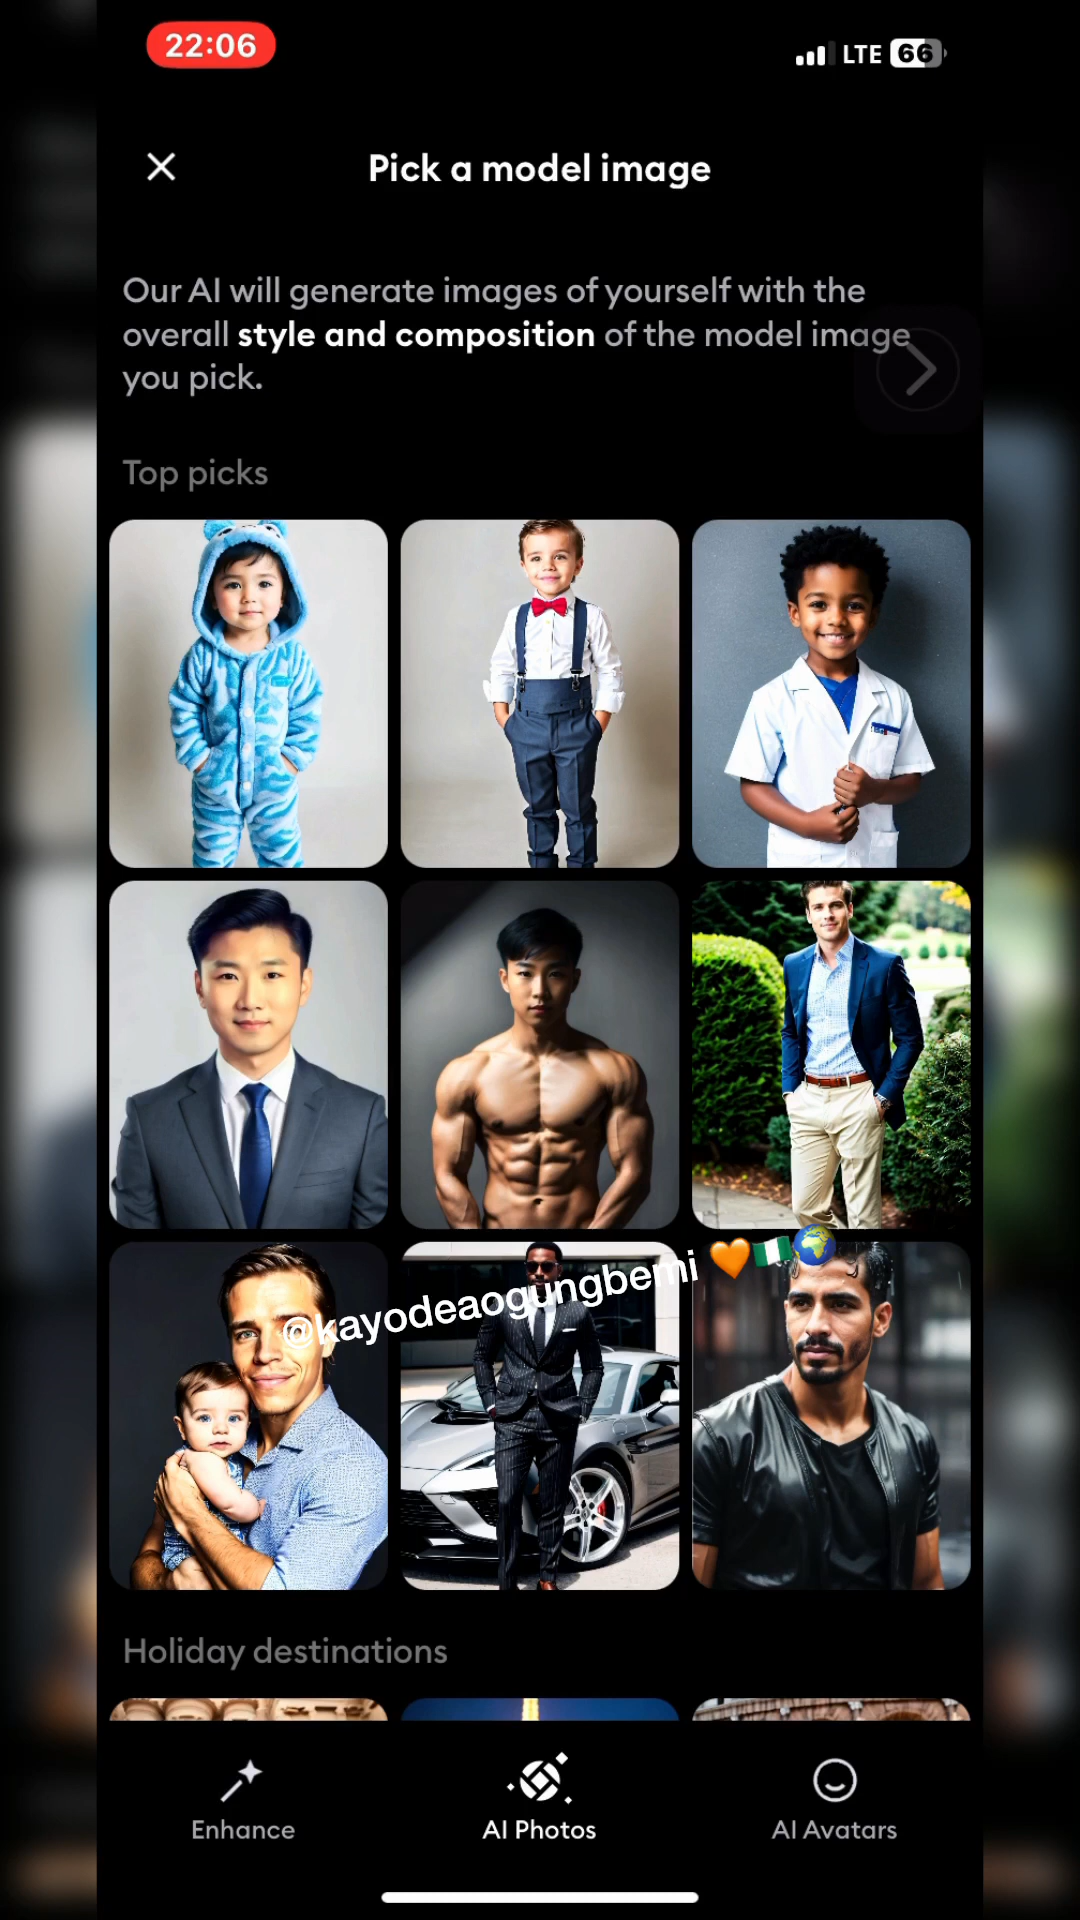 22:06
LTE 66
Pick a model image
Our AI will generate images of yourself with the
overall style and composition of the model image
you pick.
Top picks
@kayodeaogungbemi 🧡🇳🇬🌍
Holiday destinations
Enhance
AI Photos
AI Avatars